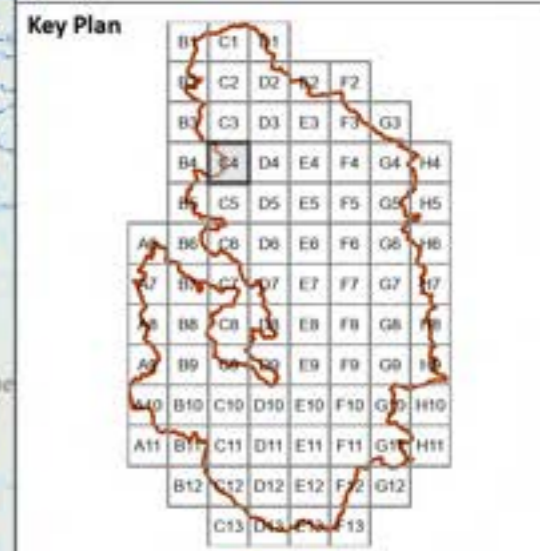 Key Plan
B1 C1 D1
B2 C2 D2 E2 F2
B3 C3 D3 E3 F3 G3
B4 C4 D4 E4 F4 G4 H4
B5 C5 D5 E5 F5 G5 H5
A6 B6 C6 D6 E6 F6 G6 H6
A7 B7 C7 D7 E7 F7 G7 H7
A8 B8 C8 D8 E8 F8 G8 H8
A9 B9 C9 D9 E9 F9 G9 H9
A10 B10 C10 D10 E10 F10 G10 H10
A11 B11 C11 D11 E11 F11 G11 H11
B12 C12 D12 E12 F12 G12
C13 D13 E13 F13